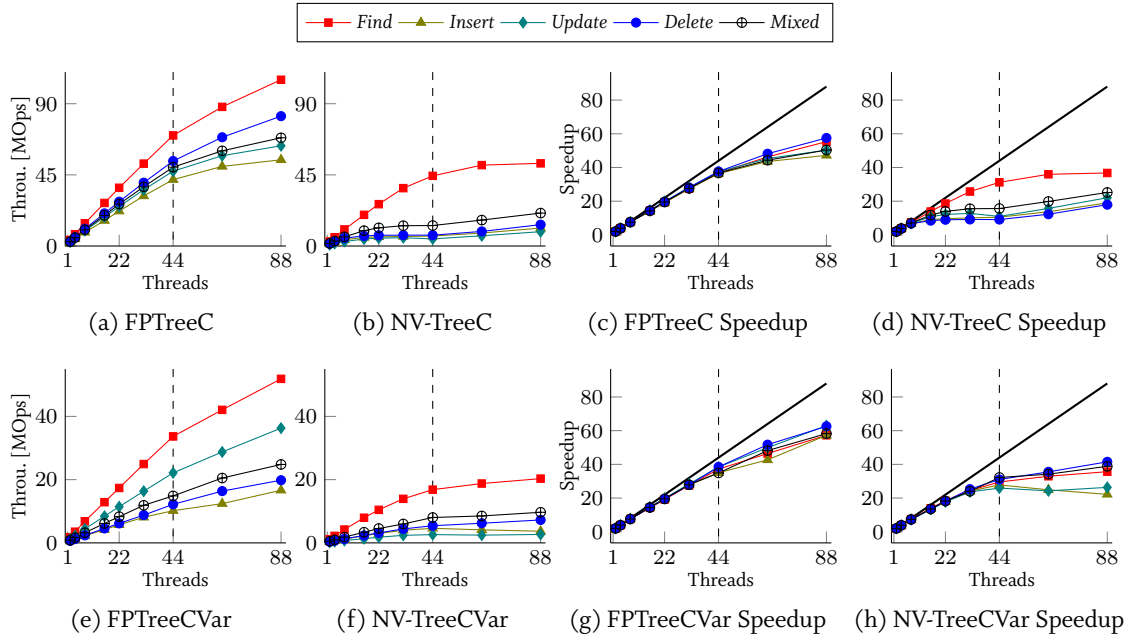 Find Insert Update Delete Mixed
90
45
0
1 22 44 88
Throu. [MOps]
Threads
(a) FPTreeC
90
45
0
1 22 44 88
Threads
(b) NV-TreeC
80
60
40
20
0
1 22 44 88
Speedup
Threads
(c) FPTreeC Speedup
80
60
40
20
0
1 22 44 88
Threads
(d) NV-TreeC Speedup
40
20
0
1 22 44 88
Throu. [MOps]
Threads
(e) FPTreeCVar
40
20
0
1 22 44 88
Threads
(f) NV-TreeCVar
80
60
40
20
0
1 22 44 88
Speedup
Threads
(g) FPTreeCVar Speedup
80
60
40
20
0
1 22 44 88
Threads
(h) NV-TreeCVar Speedup